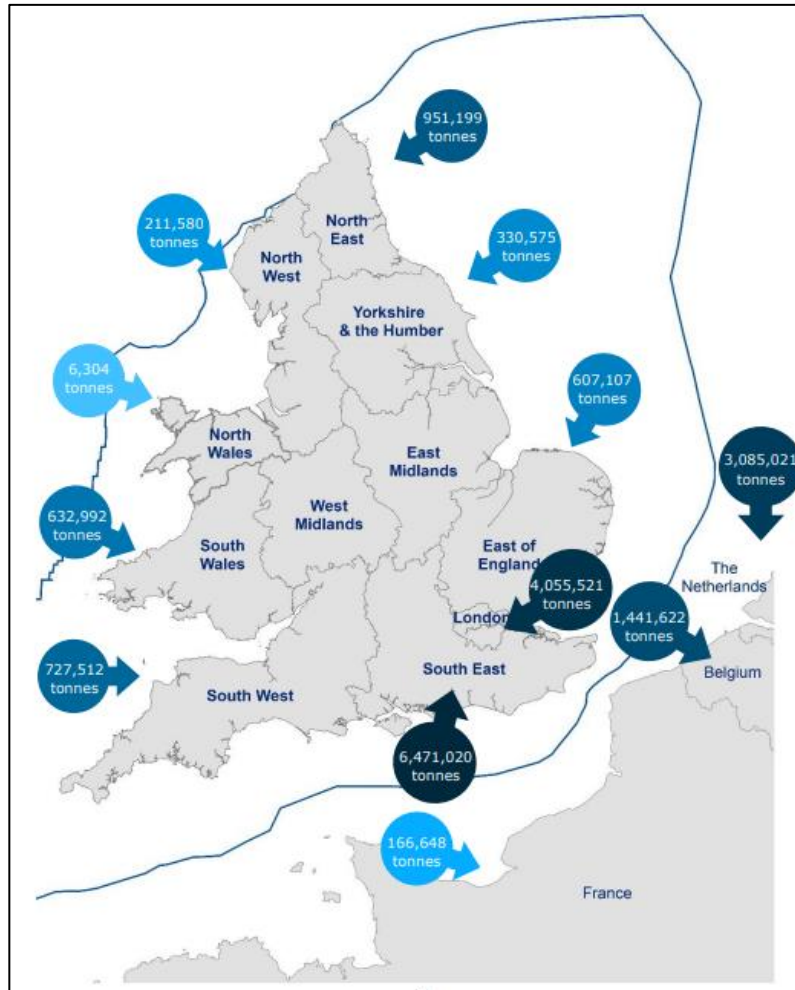 951,199
tonnes
211,580
tonnes
North
East
330,575
tonnes
North
West
Yorkshire
& the Humber
6,304
tonnes
607,107
tonnes
North
Wales
East
Midlands
3,085,021
tonnes
632,992
tonnes
West
Midlands
South
Wales
East of
England
The
Netherlands
4,055,521
tonnes
London
1,441,622
tonnes
727,512
tonnes
South West
South East
Belgium
6,471,020
tonnes
166,648
tonnes
France